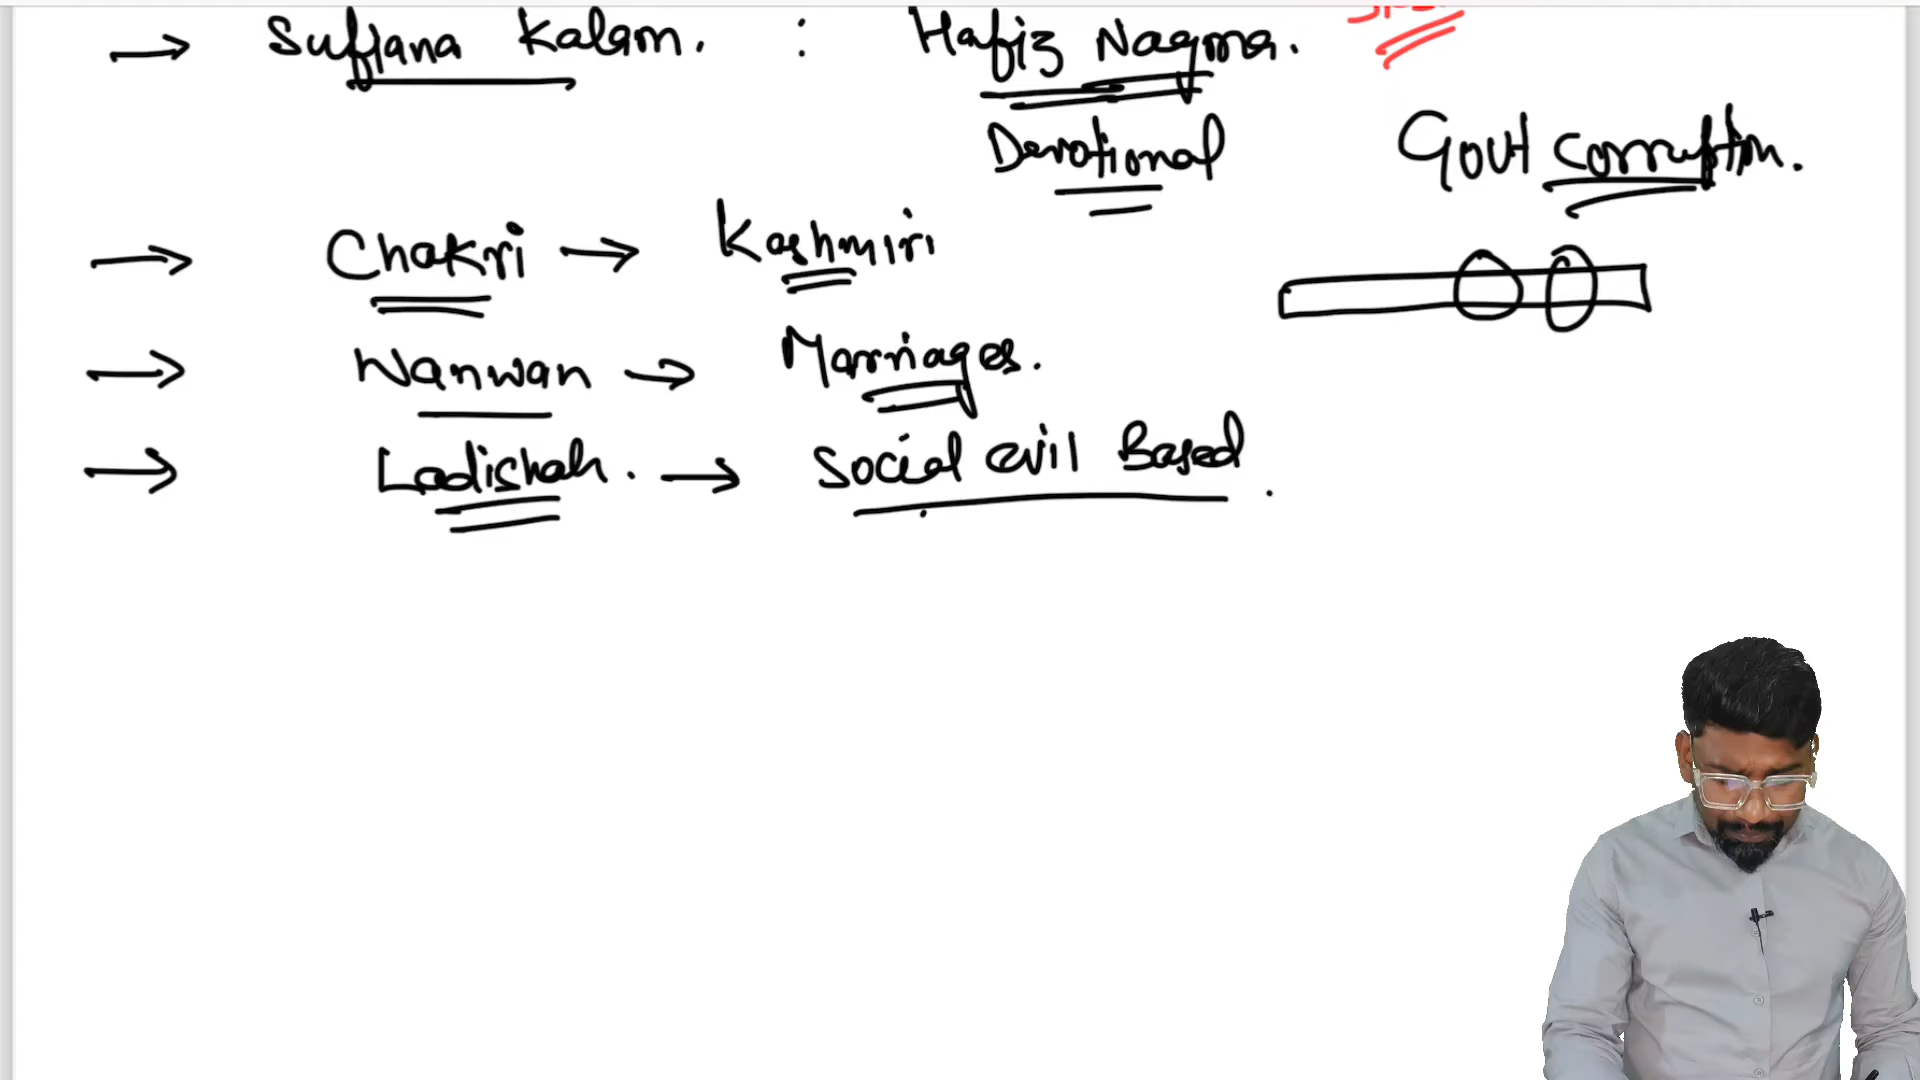 → Sufiana Kalam. : Hafiz Nagma.
Devotional
Govt Corruption.
→ Chakri → Kashmiri
→ Wanwan → Marriages.
→ Ladishah. → Social evil Based.